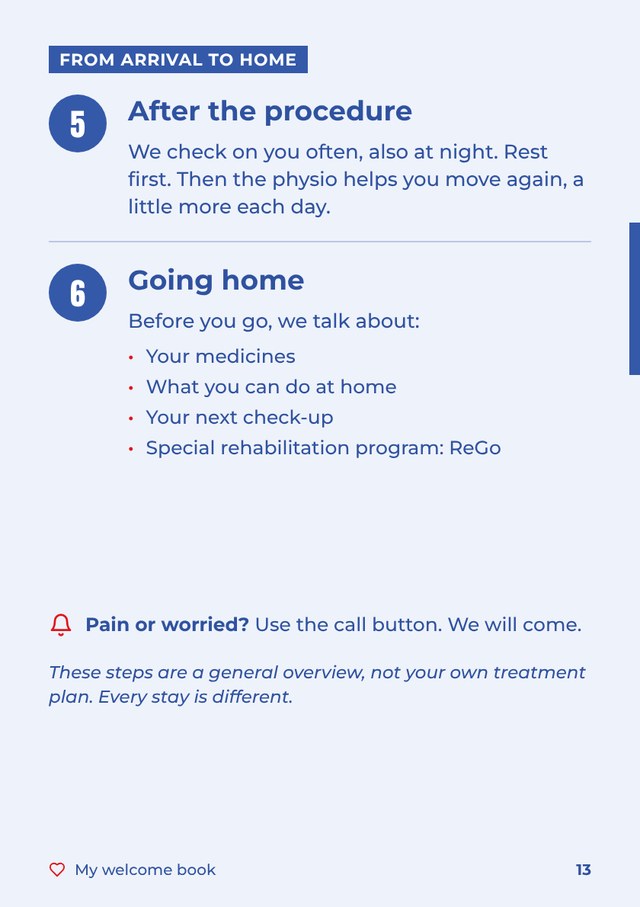 FROM ARRIVAL TO HOME
5
After the procedure
We check on you often, also at night. Rest
first. Then the physio helps you move again, a
little more each day.
6
Going home
Before you go, we talk about:
• Your medicines
• What you can do at home
• Your next check-up
• Special rehabilitation program: ReGo
Pain or worried? Use the call button. We will come.
These steps are a general overview, not your own treatment
plan. Every stay is different.
My welcome book
13